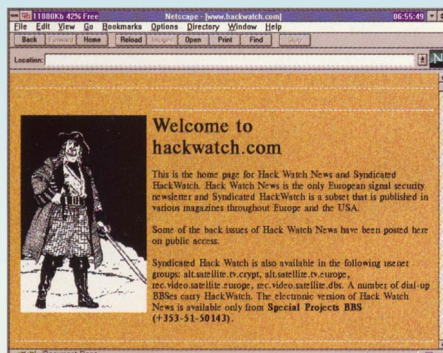 11880Kb 42% Free
Netscape - [www.hackwatch.com]
06:55:49
File Edit View Go Bookmarks Options Directory Window Help
Back Forward Home Reload Images Open Print Find Stop
Location:
N
Welcome to
hackwatch.com
This is the home page for Hack Watch News and Syndicated
HackWatch. Hack Watch News is the only European signal security
newsletter and Syndicated HackWatch is a subset that is published in
various magazines throughout Europe and the USA.
Some of the back issues of Hack Watch News have been posted here
on public access.
Syndicated Hack Watch is also available in the following usenet
groups: alt.satellite.tv.crypt, alt.satellite.tv.europe,
rec.video.satellite.europe, rec.video.satellite.dbs. A number of dial-up
BBSes carry HackWatch. The electronic version of Hack Watch
News is available only from Special Projects BBS
(+353-51-50143).